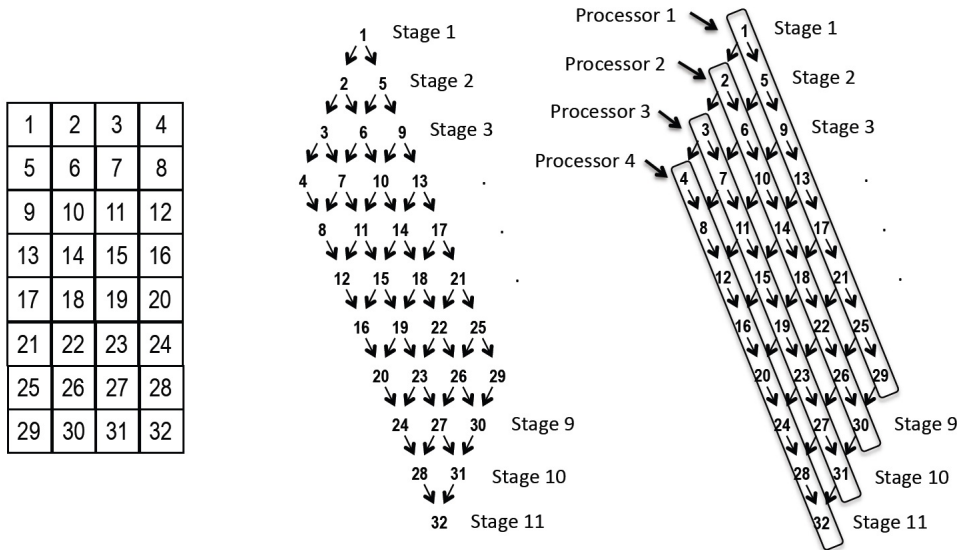 1 2 3 4
5 6 7 8
9 10 11 12
13 14 15 16
17 18 19 20
21 22 23 24
25 26 27 28
29 30 31 32
1 Stage 1
2 5 Stage 2
3 6 9 Stage 3
4 7 10 13 .
8 11 14 17 .
12 15 18 21 .
16 19 22 25
20 23 26 29
24 27 30 Stage 9
28 31 Stage 10
32 Stage 11
Processor 1
1 Stage 1
Processor 2
2 5 Stage 2
Processor 3
3 6 9 Stage 3
Processor 4
4 7 10 13 .
8 11 14 17 .
12 15 18 21 .
16 19 22 25
20 23 26 29
24 27 30 Stage 9
28 31 Stage 10
32 Stage 11